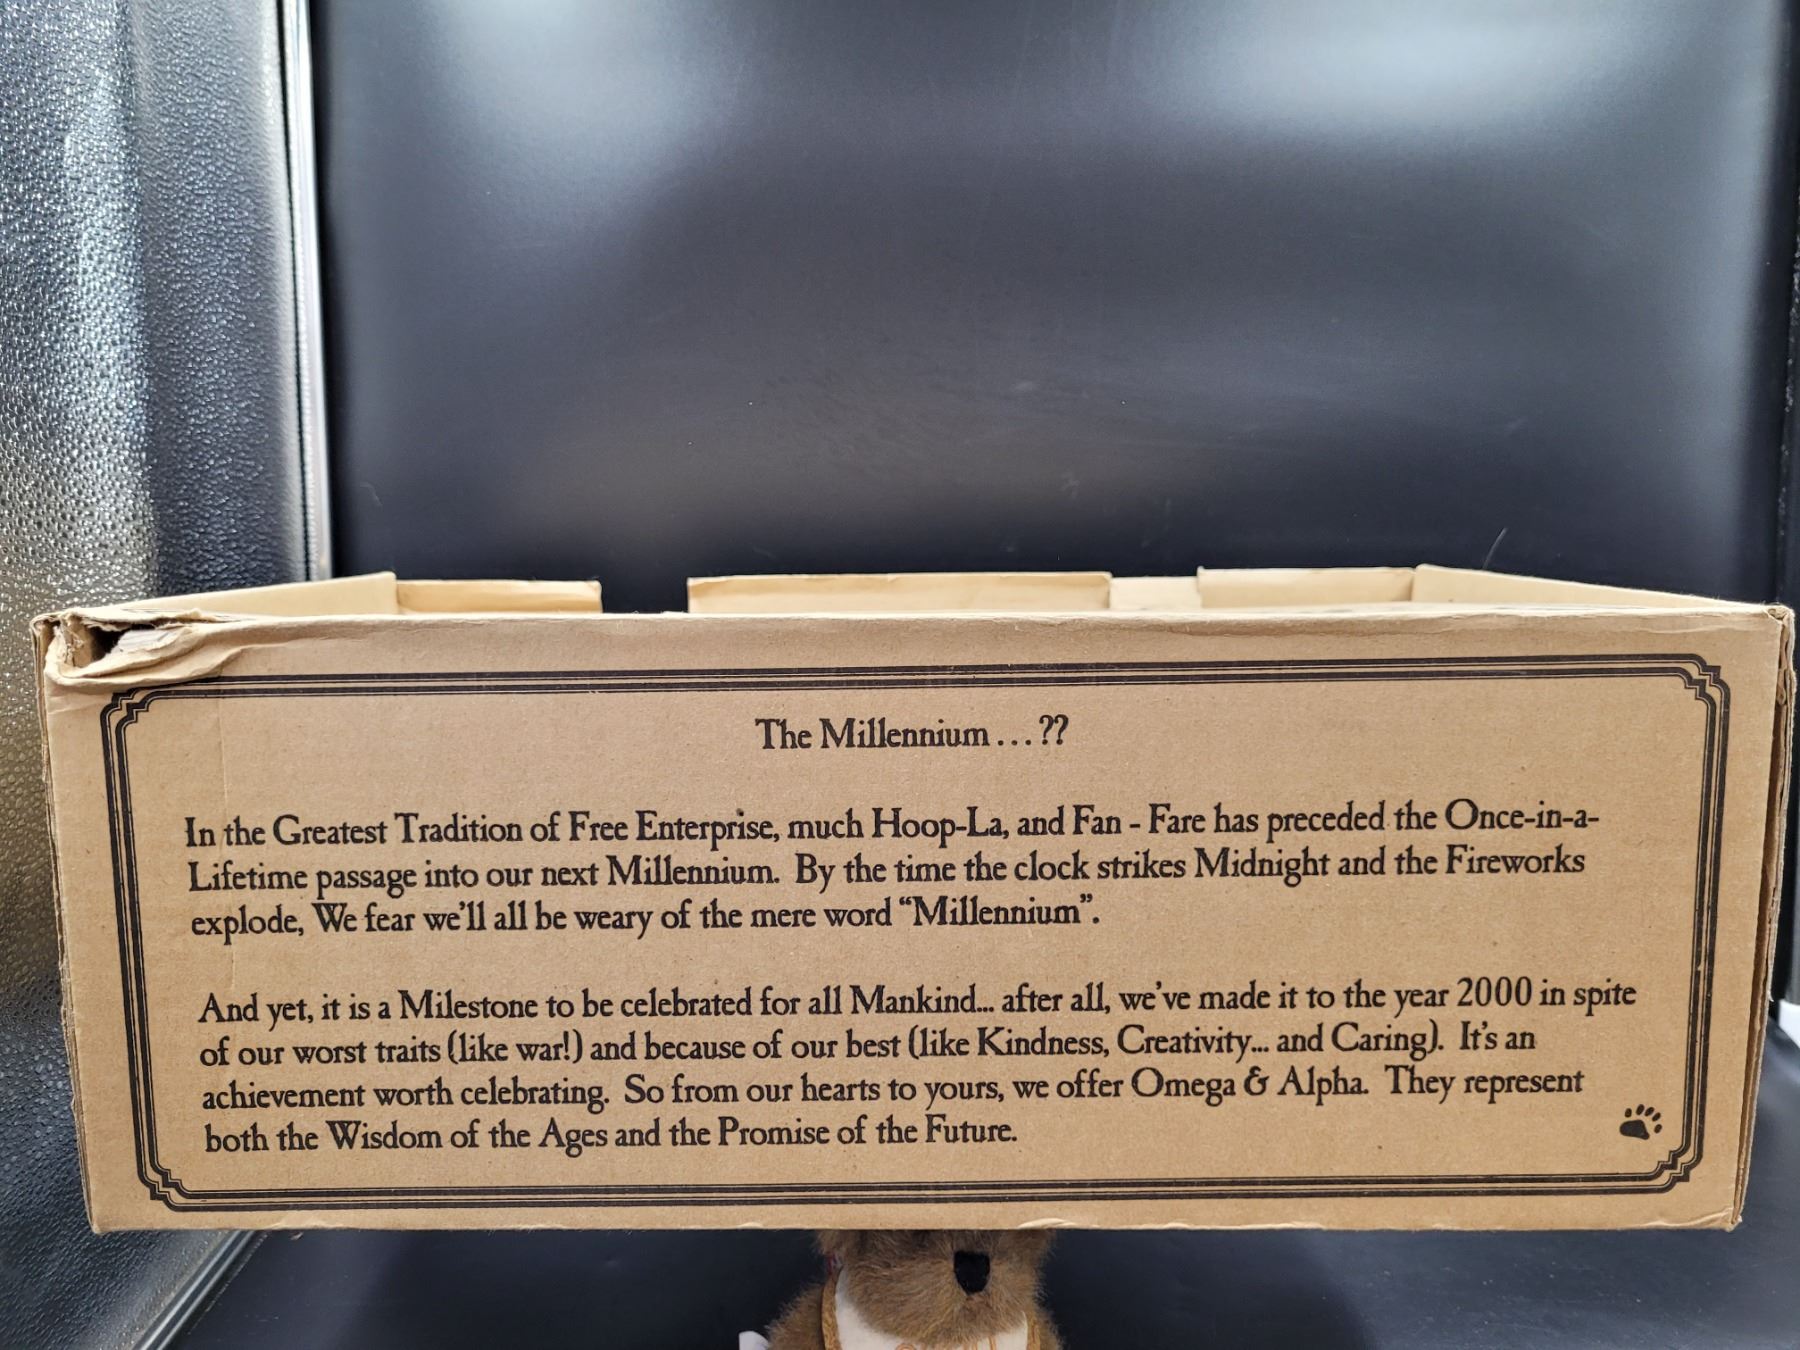 The Millennium . . . ??
In the Greatest Tradition of Free Enterprise, much Hoop-La, and Fan - Fare has preceded the Once-in-a-
Lifetime passage into our next Millennium. By the time the clock strikes Midnight and the Fireworks
explode, We fear we'll all be weary of the mere word "Millennium".
And yet, it is a Milestone to be celebrated for all Mankind... after all, we've made it to the year 2000 in spite
of our worst traits (like war!) and because of our best (like Kindness, Creativity... and Caring). It's an
achievement worth celebrating. So from our hearts to yours, we offer Omega & Alpha. They represent
both the Wisdom of the Ages and the Promise of the Future.